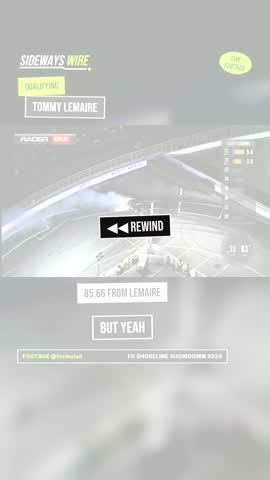 SIDEWAYS WIRE.
LIVE FOOTAGE
QUALIFYING
TOMMY LEMAIRE
RACER
REWIND
85.66 FROM LEMAIRE
BUT YEAH
FOOTAGE @formulad
FD SHORELINE SHOWDOWN 2026